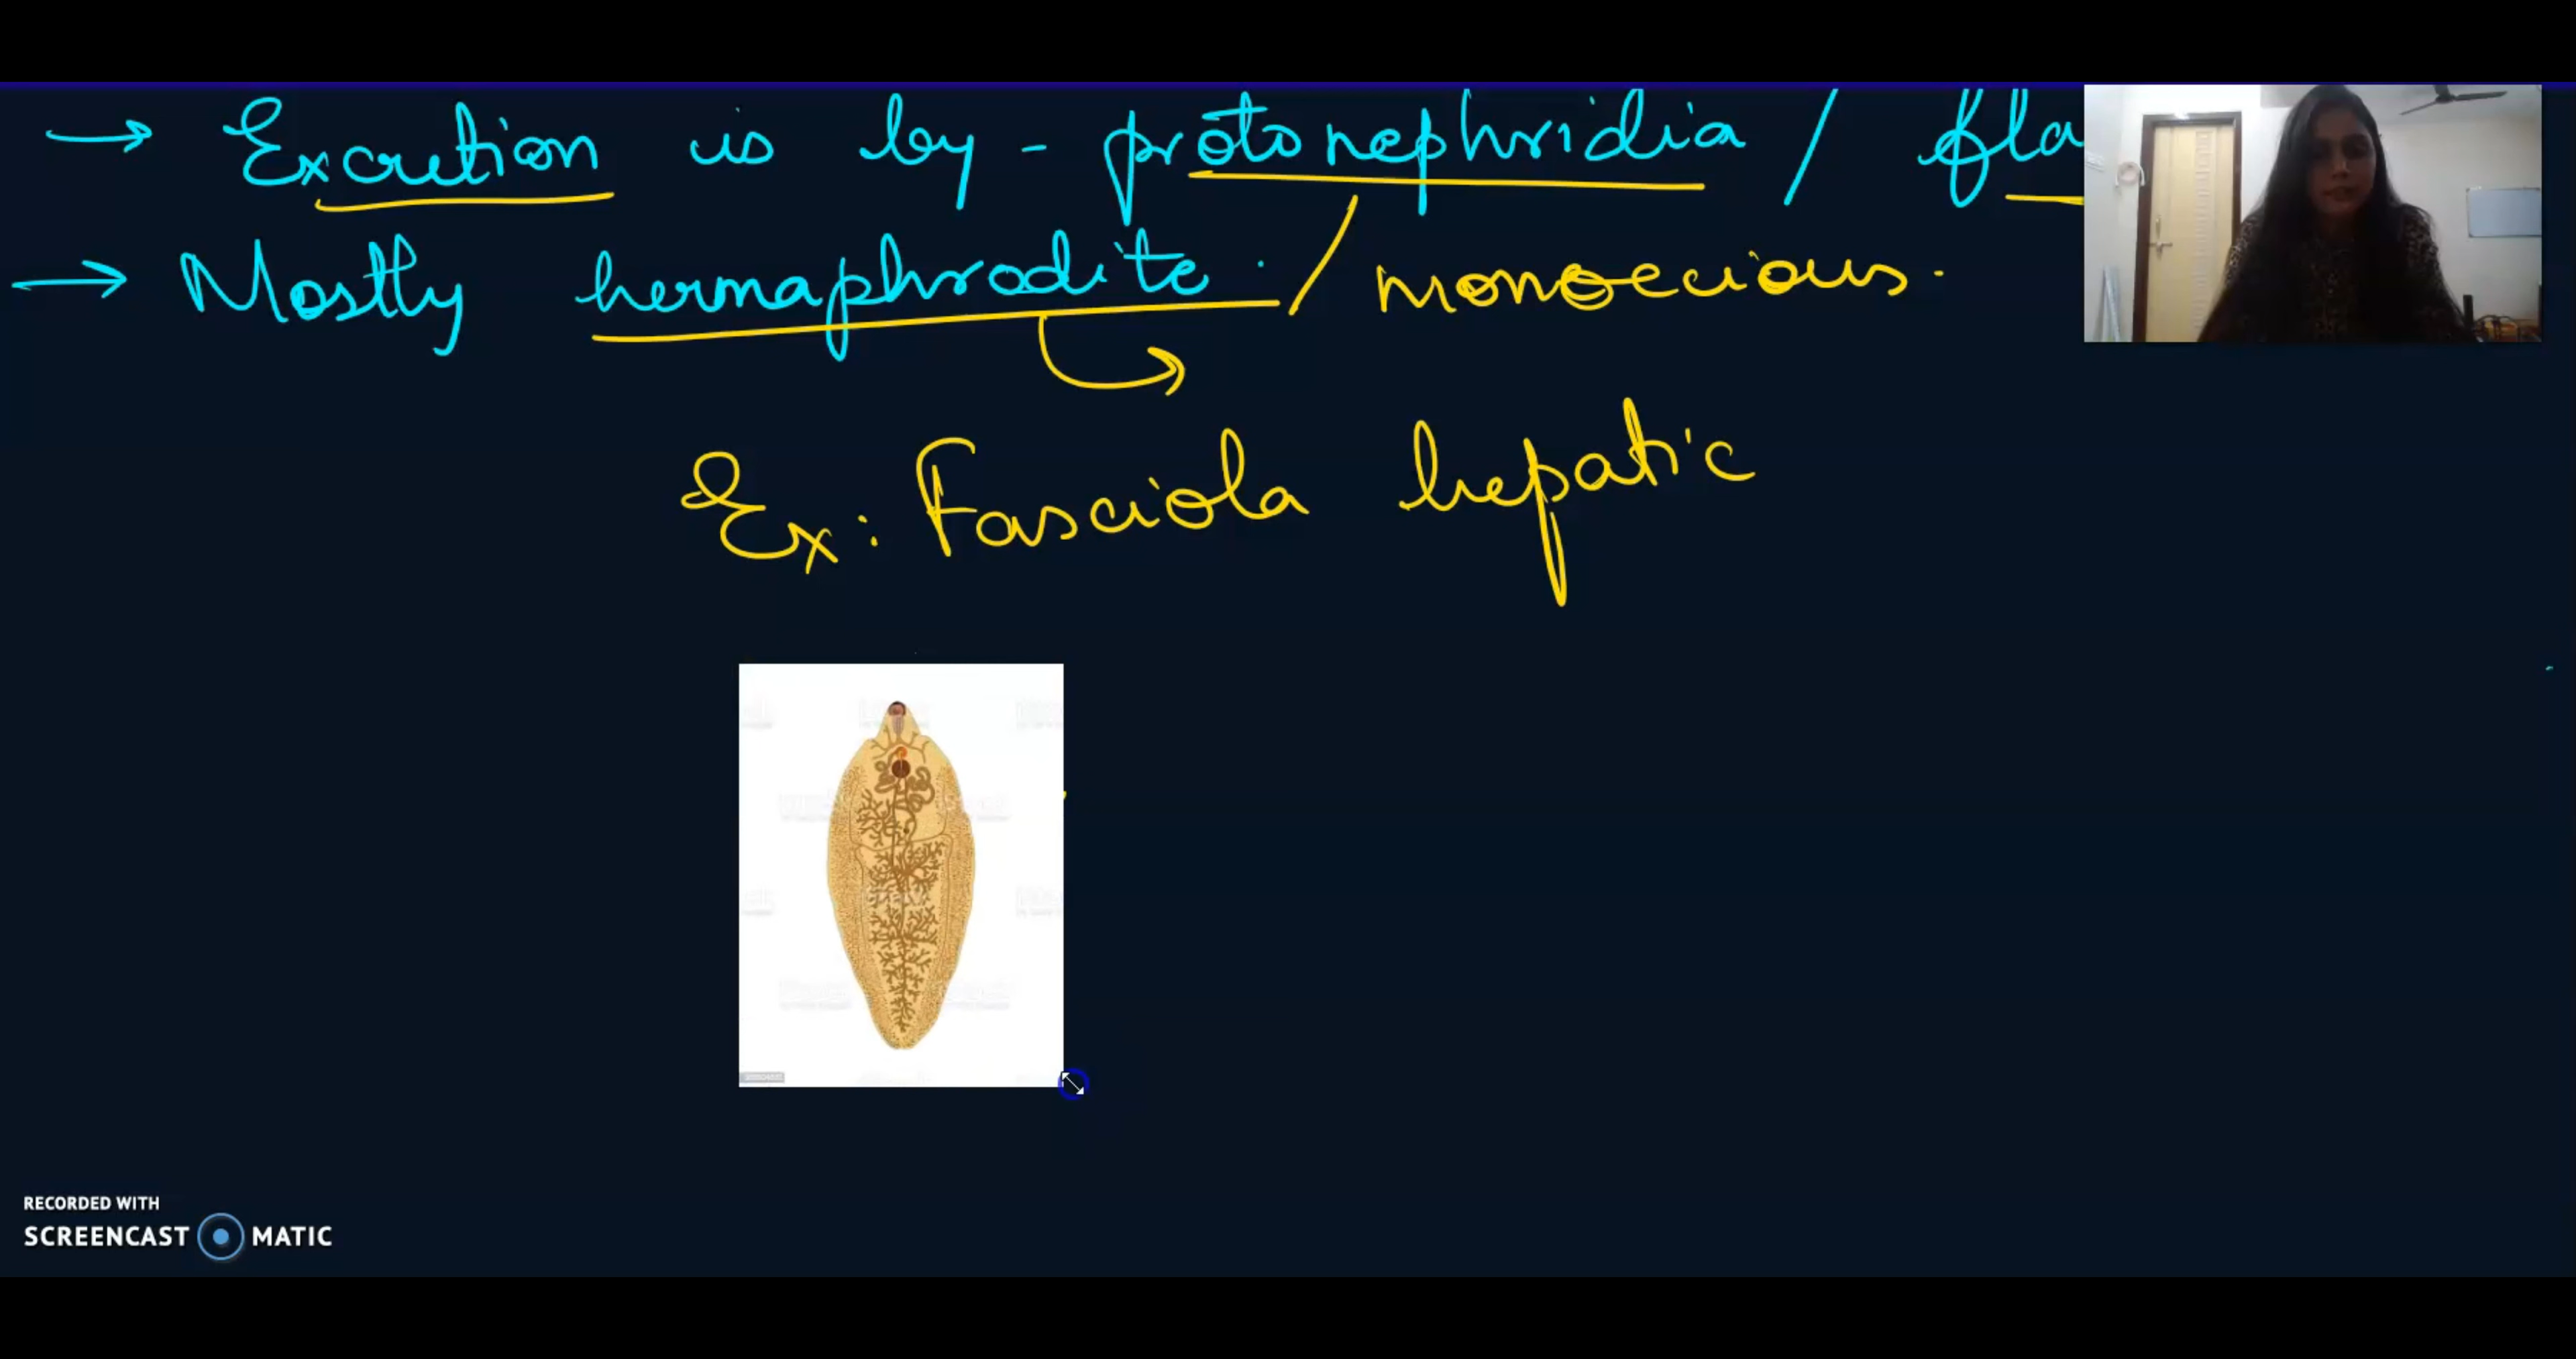 → Excretion is by - protonephridia / fla
→ Mostly hermaphrodite. / monoecious.
Ex: Fasciola hepatic
RECORDED WITH
SCREENCAST MATIC